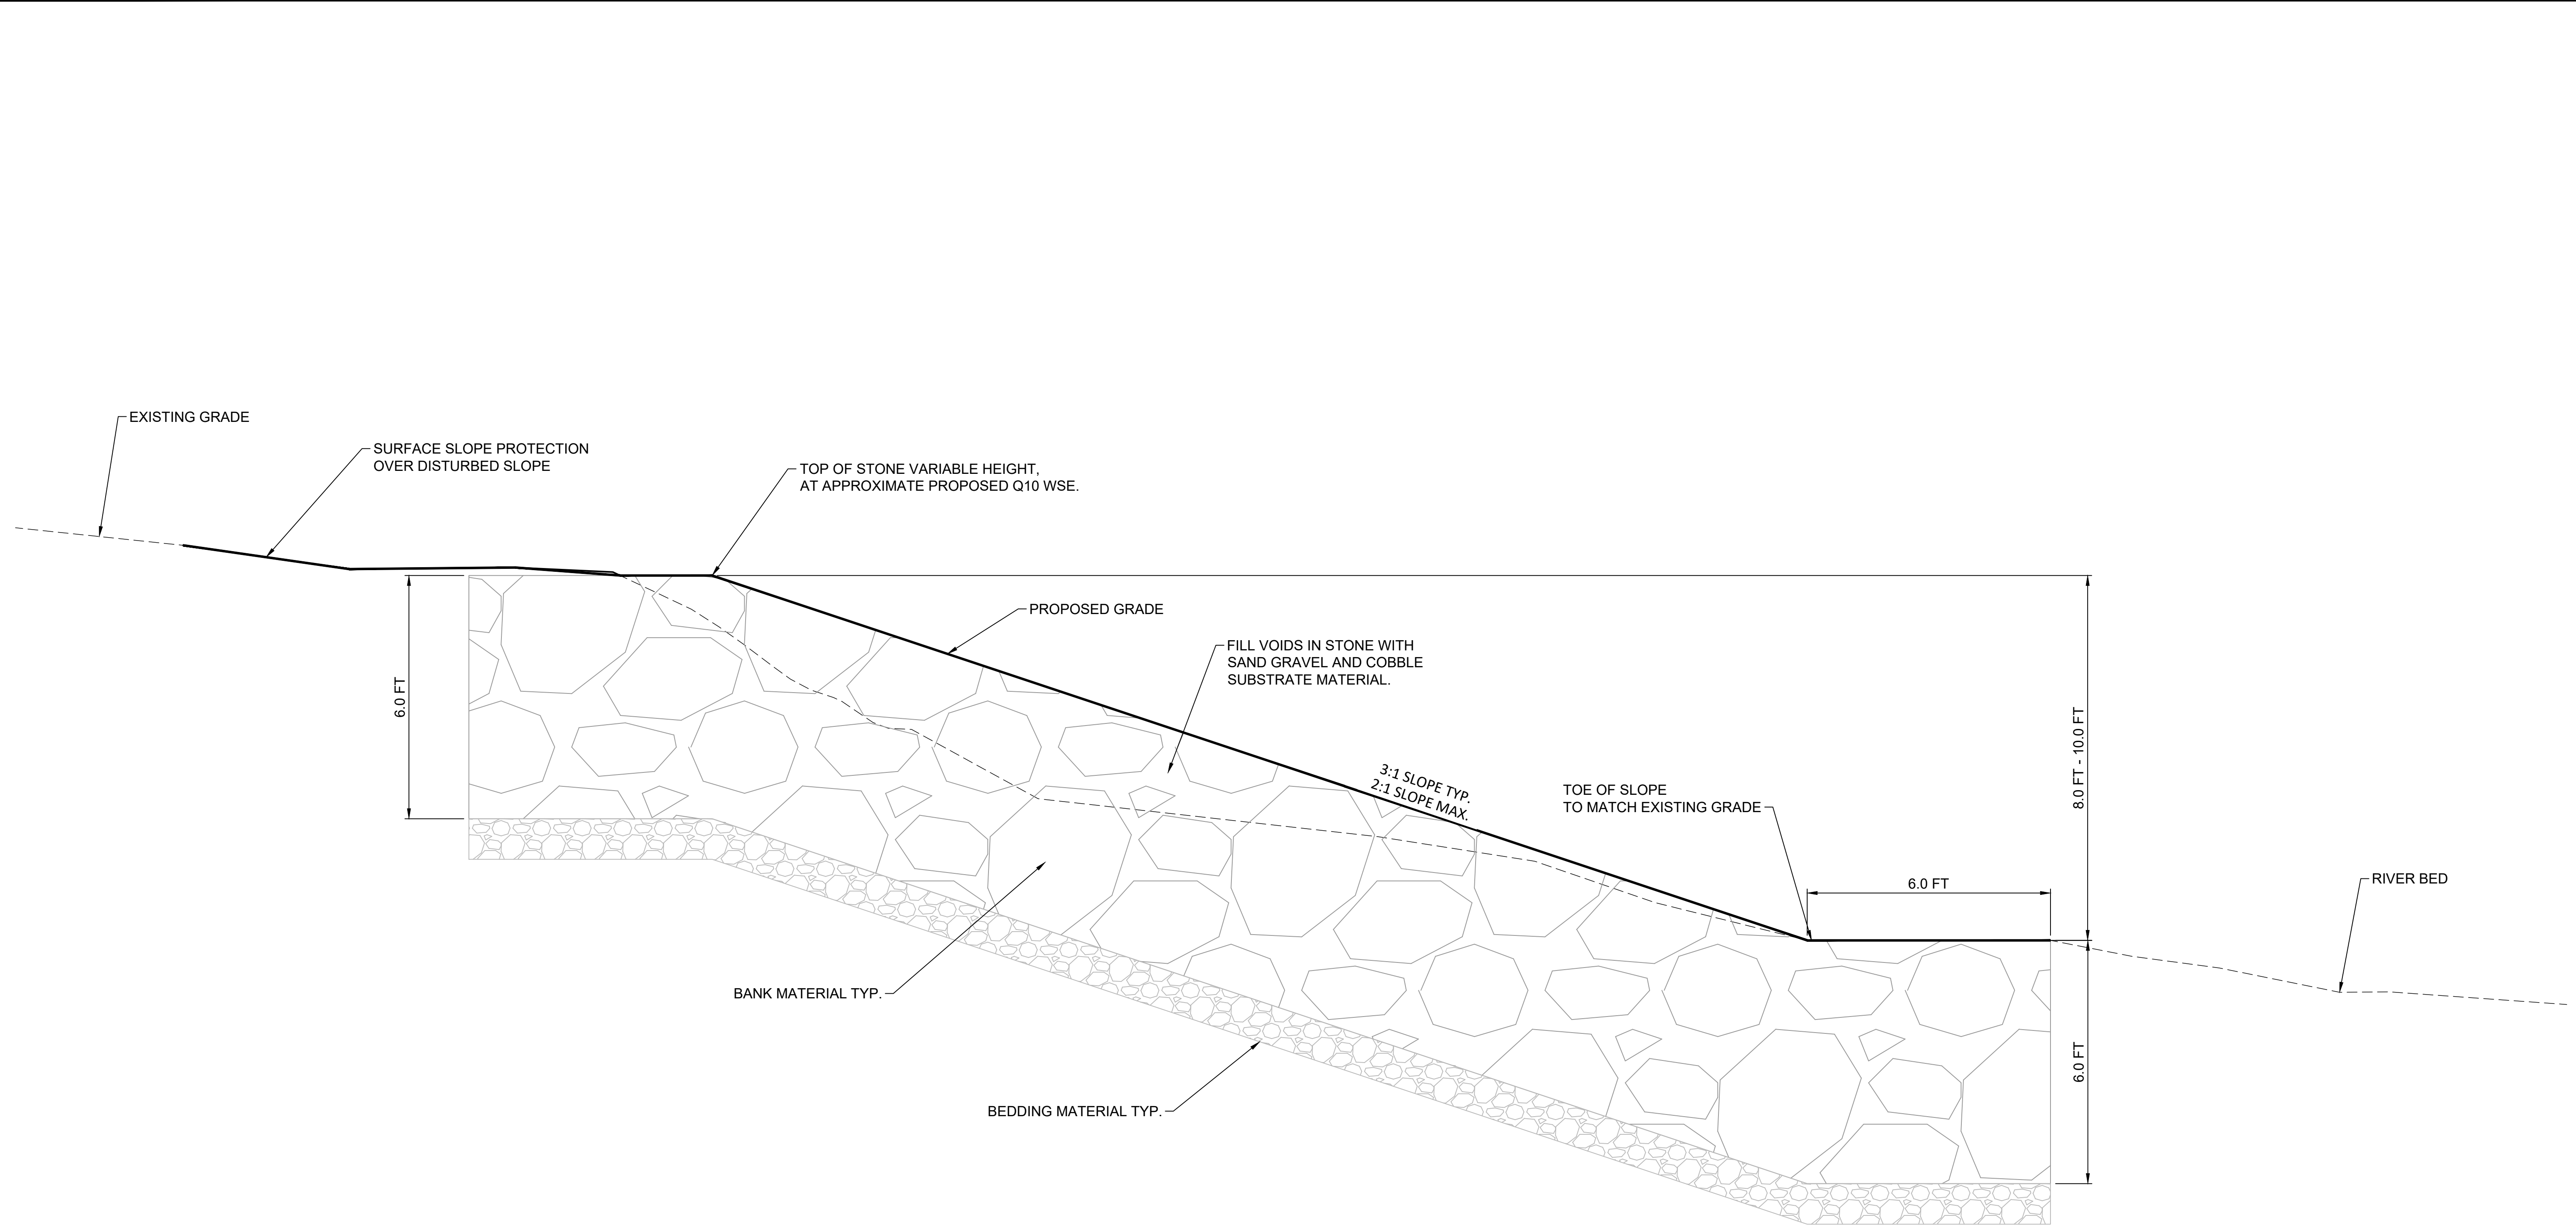 EXISTING GRADE
SURFACE SLOPE PROTECTION
OVER DISTURBED SLOPE
TOP OF STONE VARIABLE HEIGHT,
AT APPROXIMATE PROPOSED Q10 WSE.
PROPOSED GRADE
FILL VOIDS IN STONE WITH
SAND GRAVEL AND COBBLE
SUBSTRATE MATERIAL.
6.0 FT
3:1 SLOPE TYP.
2:1 SLOPE MAX.
TOE OF SLOPE
TO MATCH EXISTING GRADE
8.0 FT - 10.0 FT
6.0 FT
RIVER BED
BANK MATERIAL TYP.
6.0 FT
BEDDING MATERIAL TYP.